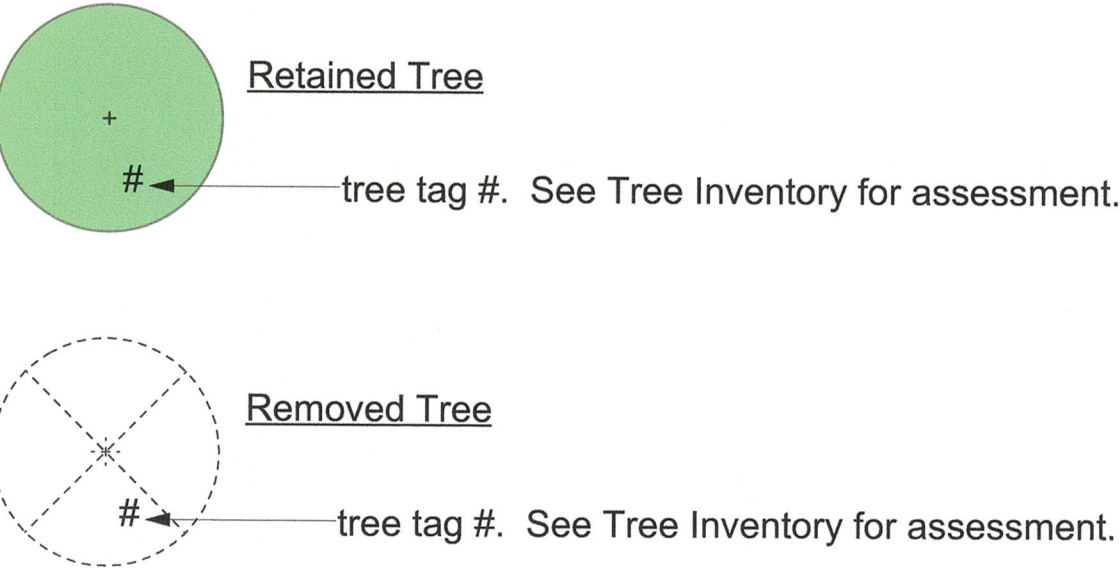 Retained Tree
#
tree tag #.  See Tree Inventory for assessment.
Removed Tree
#
tree tag #.  See Tree Inventory for assessment.